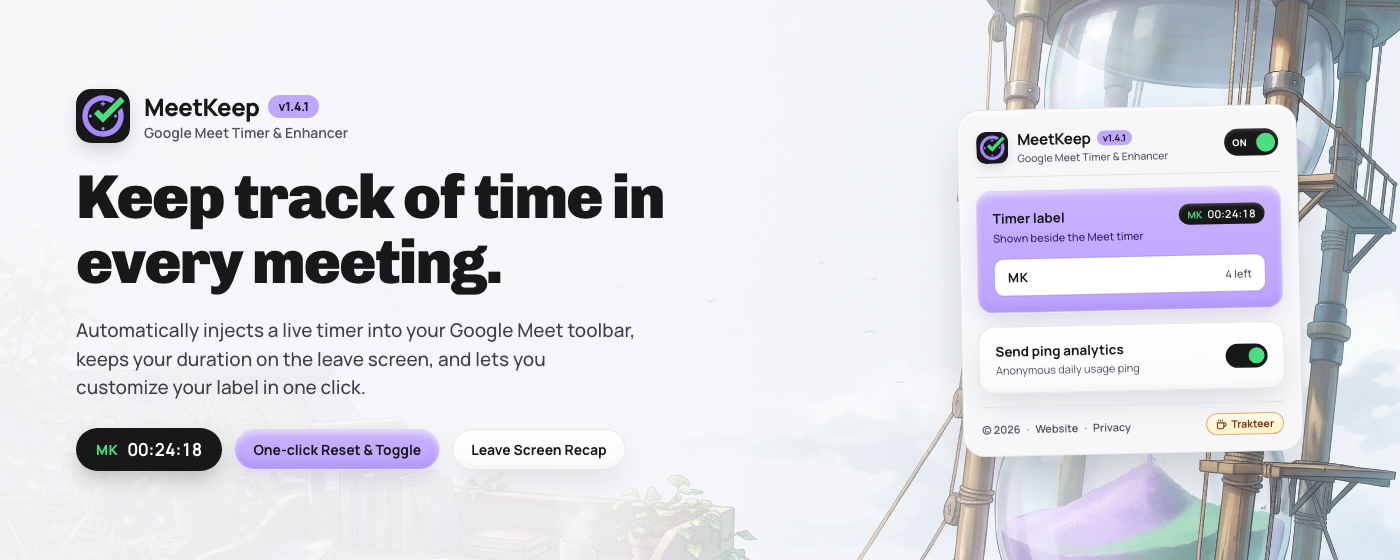 MeetKeep v1.4.1
Google Meet Timer & Enhancer
Keep track of time in
every meeting.
Automatically injects a live timer into your Google Meet toolbar,
keeps your duration on the leave screen, and lets you
customize your label in one click.
MK 00:24:18
One-click Reset & Toggle
Leave Screen Recap
MeetKeep v1.4.1
Google Meet Timer & Enhancer
ON
Timer label
MK 00:24:18
Shown beside the Meet timer
MK
4 left
Send ping analytics
Anonymous daily usage ping
© 2026 · Website · Privacy
Trakteer